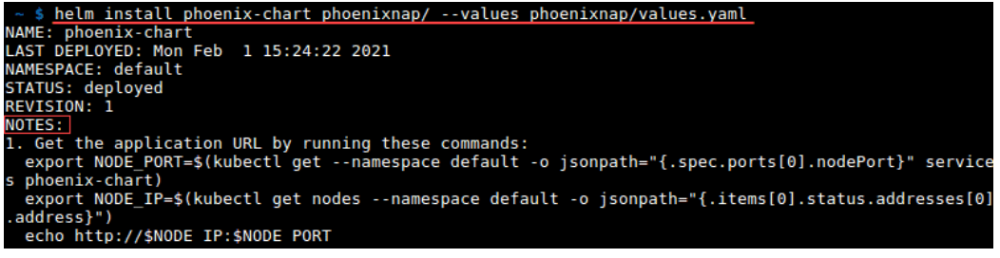 ~ $ helm install phoenix-chart phoenixnap/ --values phoenixnap/values.yaml
NAME: phoenix-chart
LAST DEPLOYED: Mon Feb  1 15:24:22 2021
NAMESPACE: default
STATUS: deployed
REVISION: 1
NOTES:
1. Get the application URL by running these commands:
  export NODE_PORT=$(kubectl get --namespace default -o jsonpath="{.spec.ports[0].nodePort}" service
s phoenix-chart)
  export NODE_IP=$(kubectl get nodes --namespace default -o jsonpath="{.items[0].status.addresses[0]
.address}")
  echo http://$NODE_IP:$NODE_PORT